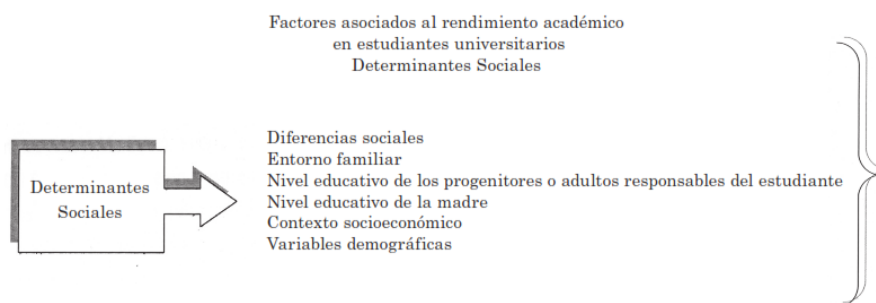 Factores asociados al rendimiento académico
en estudiantes universitarios
Determinantes Sociales
Determinantes
Sociales
Diferencias sociales
Entorno familiar
Nivel educativo de los progenitores o adultos responsables del estudiante
Nivel educativo de la madre
Contexto socioeconómico
Variables demográficas